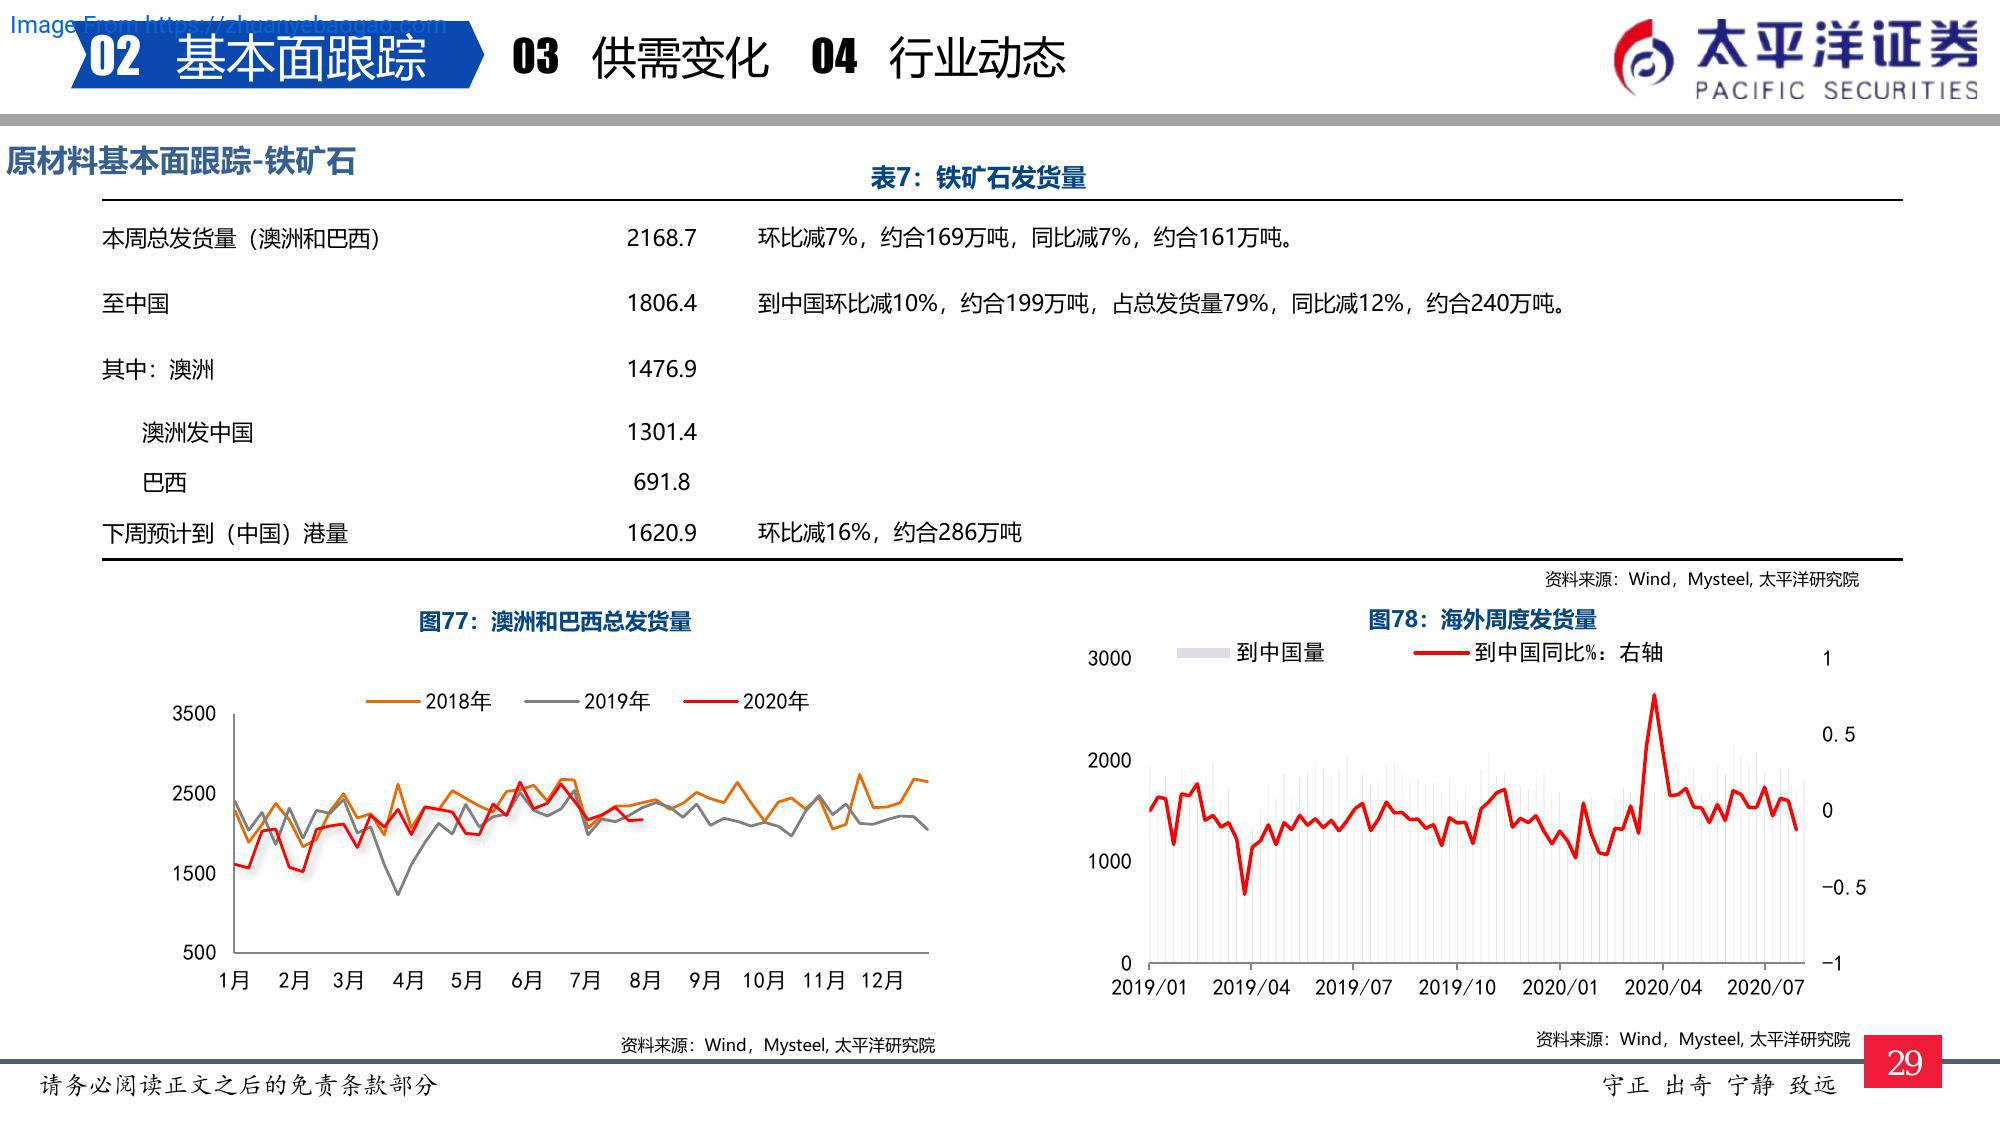 Image From https://zhuanyebaogao.com
02 基本面跟踪 03 供需变化 04 行业动态
太平洋证券
PACIFIC SECURITIES
原材料基本面跟踪-铁矿石
表7：铁矿石发货量
本周总发货量（澳洲和巴西） 2168.7 环比减7%，约合169万吨，同比减7%，约合161万吨。
至中国 1806.4 到中国环比减10%，约合199万吨，占总发货量79%，同比减12%，约合240万吨。
其中：澳洲 1476.9
澳洲发中国 1301.4
巴西 691.8
下周预计到（中国）港量 1620.9 环比减16%，约合286万吨
资料来源：Wind，Mysteel, 太平洋研究院
图77：澳洲和巴西总发货量
2018年 2019年 2020年
3500
2500
1500
500
1月 2月 3月 4月 5月 6月 7月 8月 9月 10月 11月 12月
资料来源：Wind，Mysteel, 太平洋研究院
图78：海外周度发货量
到中国量 到中国同比%：右轴
3000
2000
1000
0
1
0.5
0
-0.5
-1
2019/01 2019/04 2019/07 2019/10 2020/01 2020/04 2020/07
资料来源：Wind，Mysteel, 太平洋研究院
请务必阅读正文之后的免责条款部分
守正 出奇 宁静 致远
29